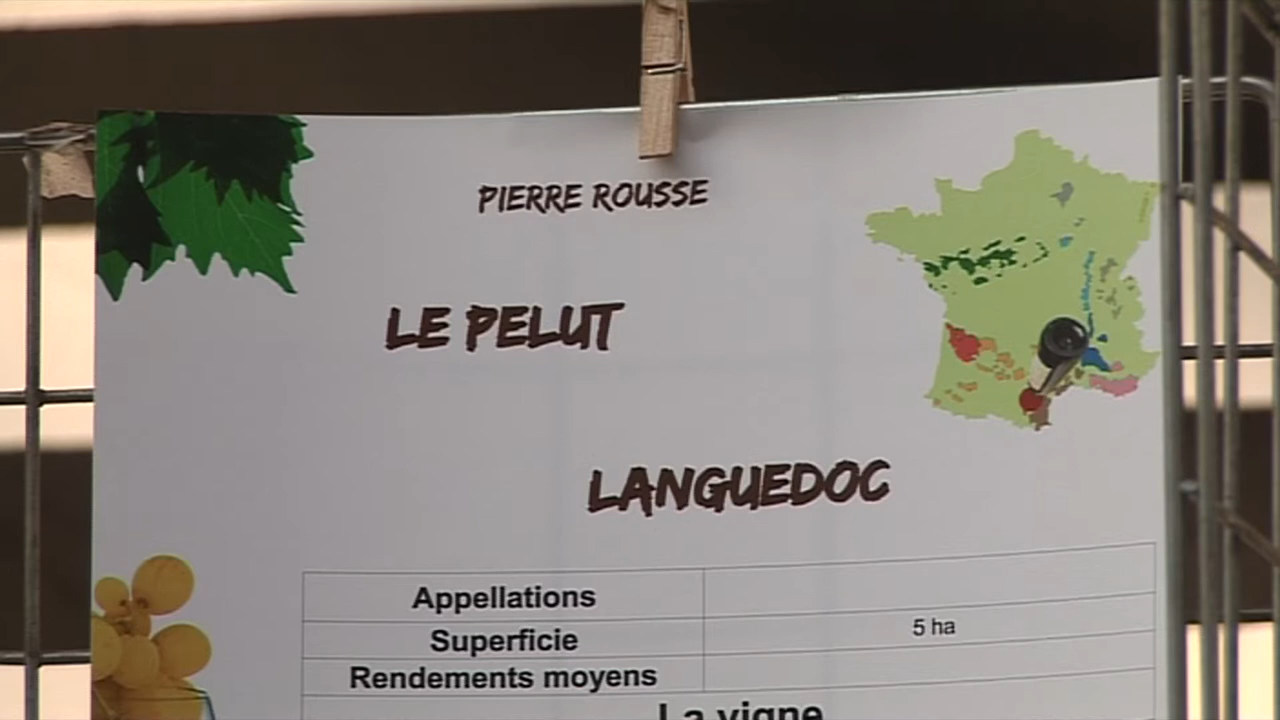 PIERRE ROUSSE
LE PELUT
LANGUEDOC
Appellations
Superficie 5 ha
Rendements moyens
La vigne